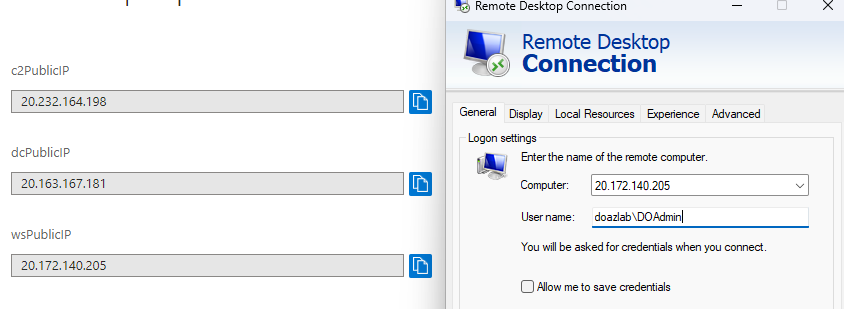 c2PublicIP
20.232.164.198
dcPublicIP
20.163.167.181
wsPublicIP
20.172.140.205
Remote Desktop Connection
Remote Desktop
Connection
General Display Local Resources Experience Advanced
Logon settings
Enter the name of the remote computer.
Computer: 20.172.140.205
User name: doazlab\DOAdmin
You will be asked for credentials when you connect.
Allow me to save credentials